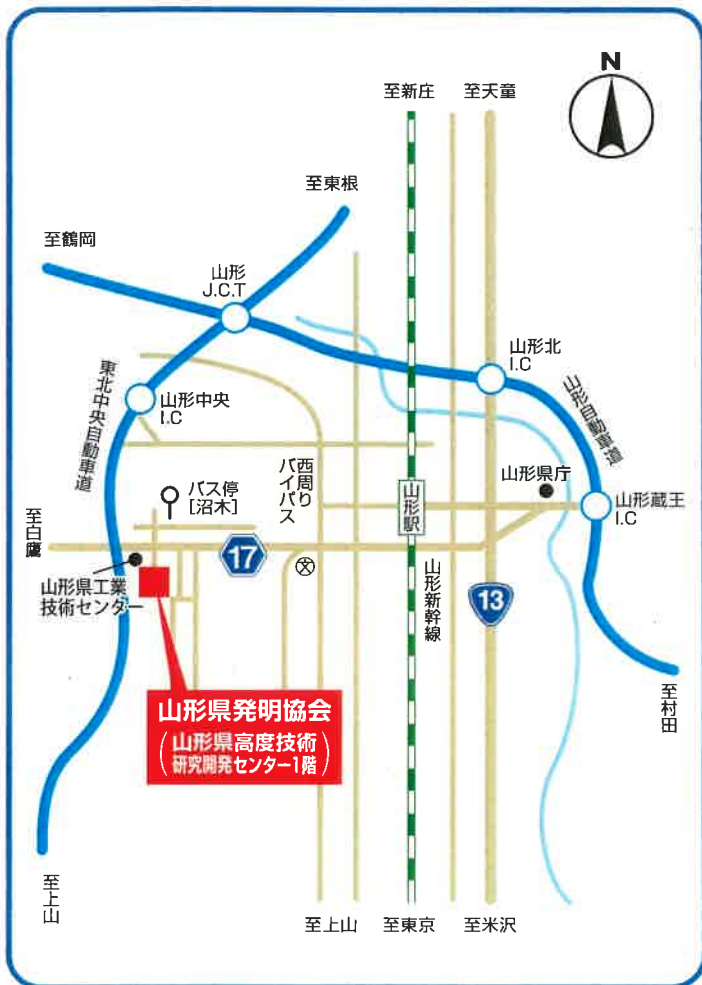 N
至新庄
至天童
至東根
至鶴岡
山形
J.C.T
山形北
I.C
東北中央自動車道
山形中央
I.C
山形自動車道
西周り
バイパス
バス停
[沼木]
山形県庁
山形駅
山形蔵王
I.C
至白鷹
17
文
山形県工業
技術センター
山形新幹線
13
山形県発明協会
(山形県高度技術
研究開発センター1階)
至村田
至上山
至上山
至東京
至米沢